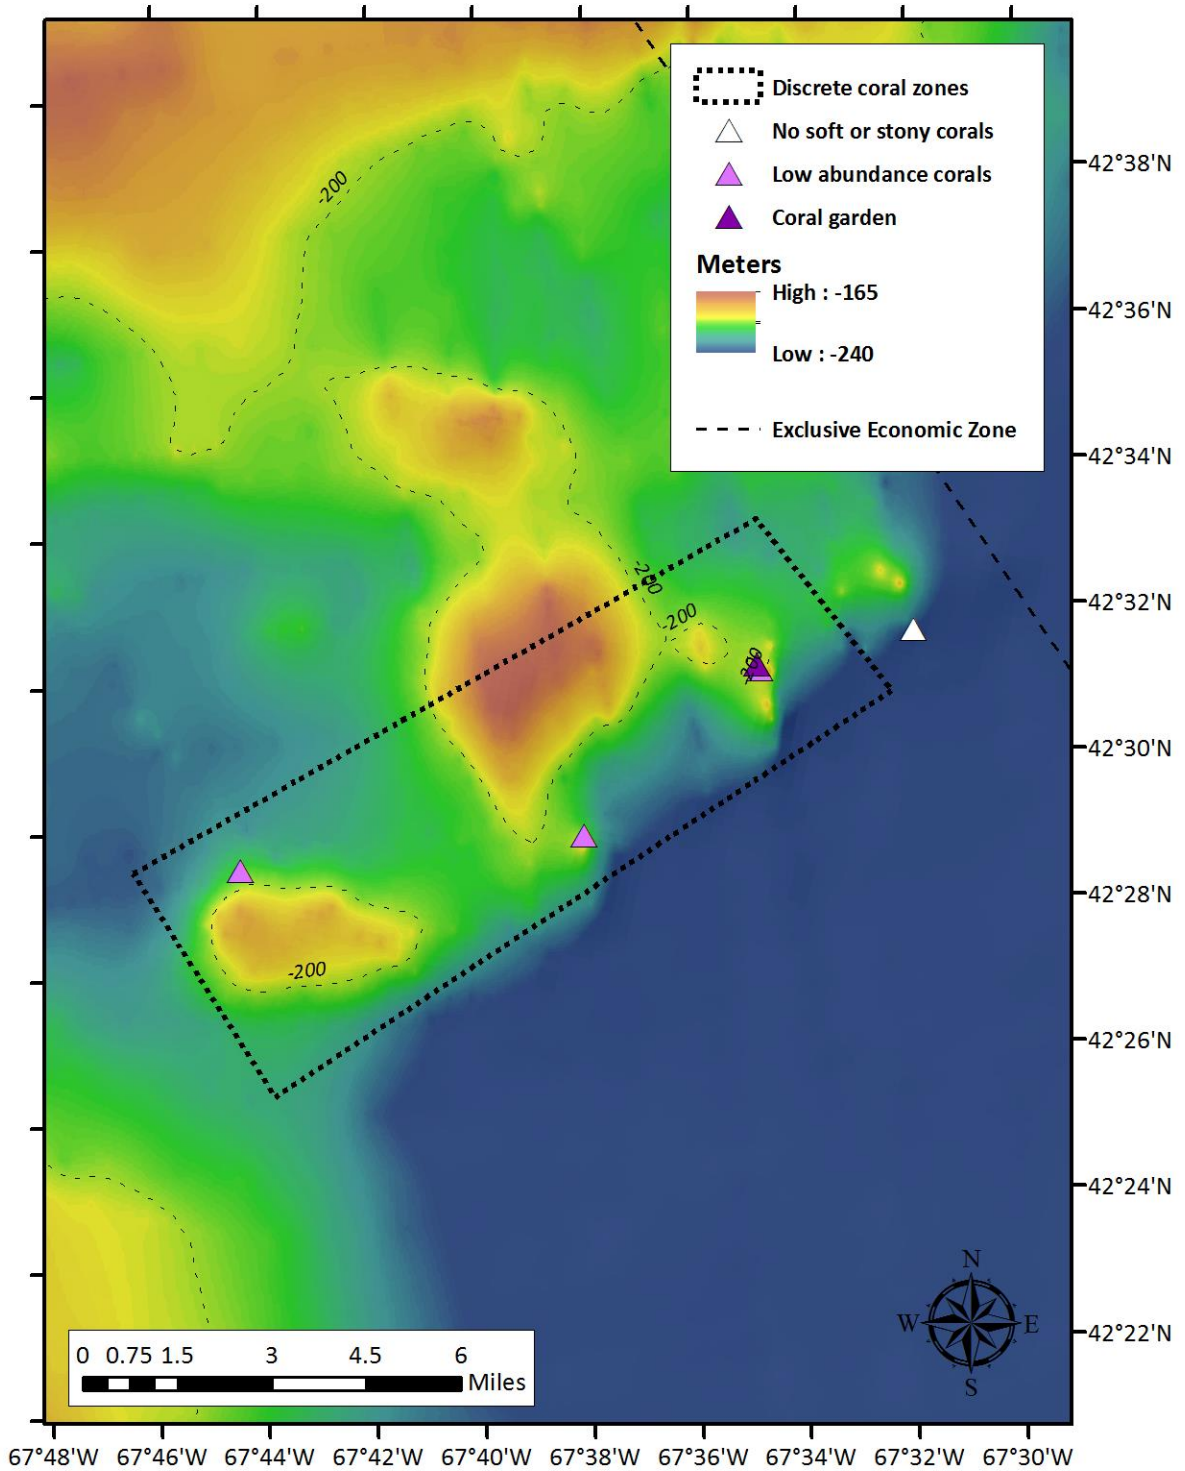 Discrete coral zones
No soft or stony corals
Low abundance corals
Coral garden
Meters
High : -165
Low : -240
Exclusive Economic Zone
-200
-200
-200
-200
-200
42°38'N
42°36'N
42°34'N
42°32'N
42°30'N
42°28'N
42°26'N
42°24'N
42°22'N
N
W E
S
0 0.75 1.5 3 4.5 6
Miles
67°48'W 67°46'W 67°44'W 67°42'W 67°40'W 67°38'W 67°36'W 67°34'W 67°32'W 67°30'W